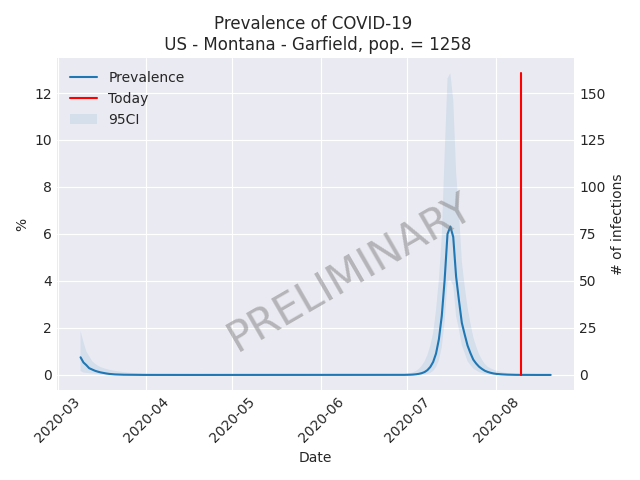 Prevalence of COVID-19
US - Montana - Garfield, pop. = 1258
Prevalence
Today
95CI
12
10
8
6
4
2
0
%
150
125
100
75
50
25
0
# of infections
PRELIMINARY
2020-03
2020-04
2020-05
2020-06
2020-07
2020-08
Date